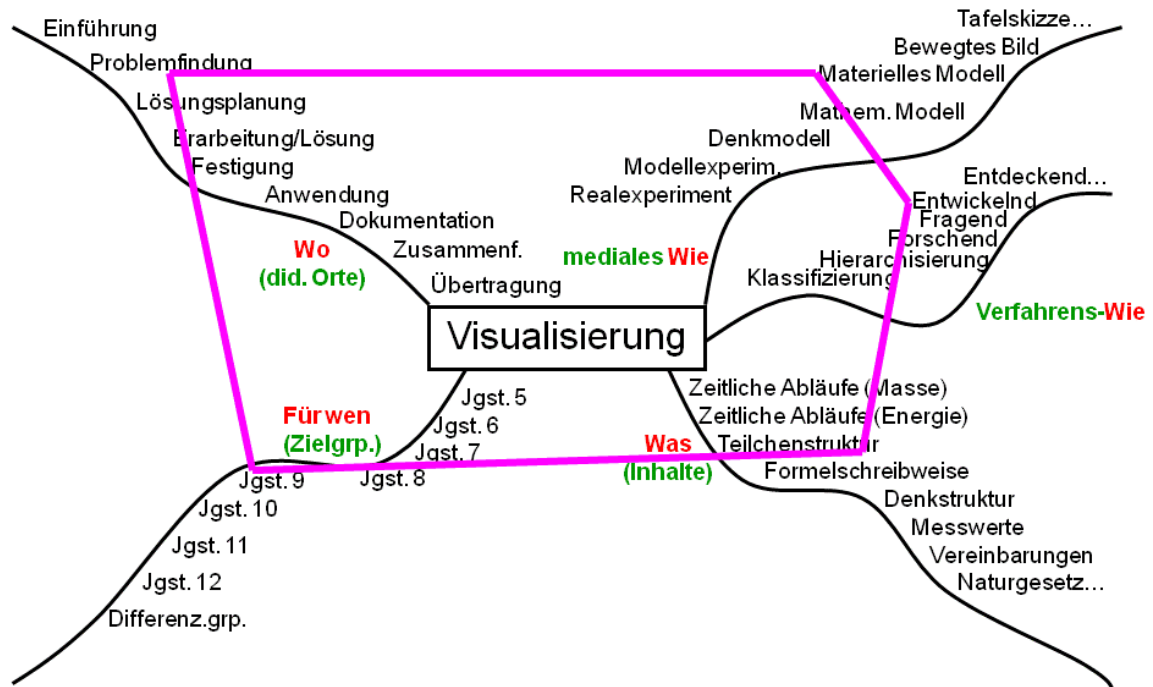 Einführung
Problemfindung
Lösungsplanung
Erarbeitung/Lösung
Festigung
Anwendung
Dokumentation
Zusammenf.
Übertragung
Wo
(did. Orte)
Tafelskizze...
Bewegtes Bild
Materielles Modell
Mathem. Modell
Denkmodell
Modellexperim.
Realexperiment
mediales Wie
Entdeckend...
Entwickelnd
Fragend
Forschend
Hierarchisierung
Klassifizierung
Verfahrens-Wie
Visualisierung
Für wen
(Zielgrp.)
Jgst. 5
Jgst. 6
Jgst. 7
Jgst. 8
Jgst. 9
Jgst. 10
Jgst. 11
Jgst. 12
Differenz.grp.
Was
(Inhalte)
Zeitliche Abläufe (Masse)
Zeitliche Abläufe (Energie)
Teilchenstruktur
Formelschreibweise
Denkstruktur
Messwerte
Vereinbarungen
Naturgesetz...